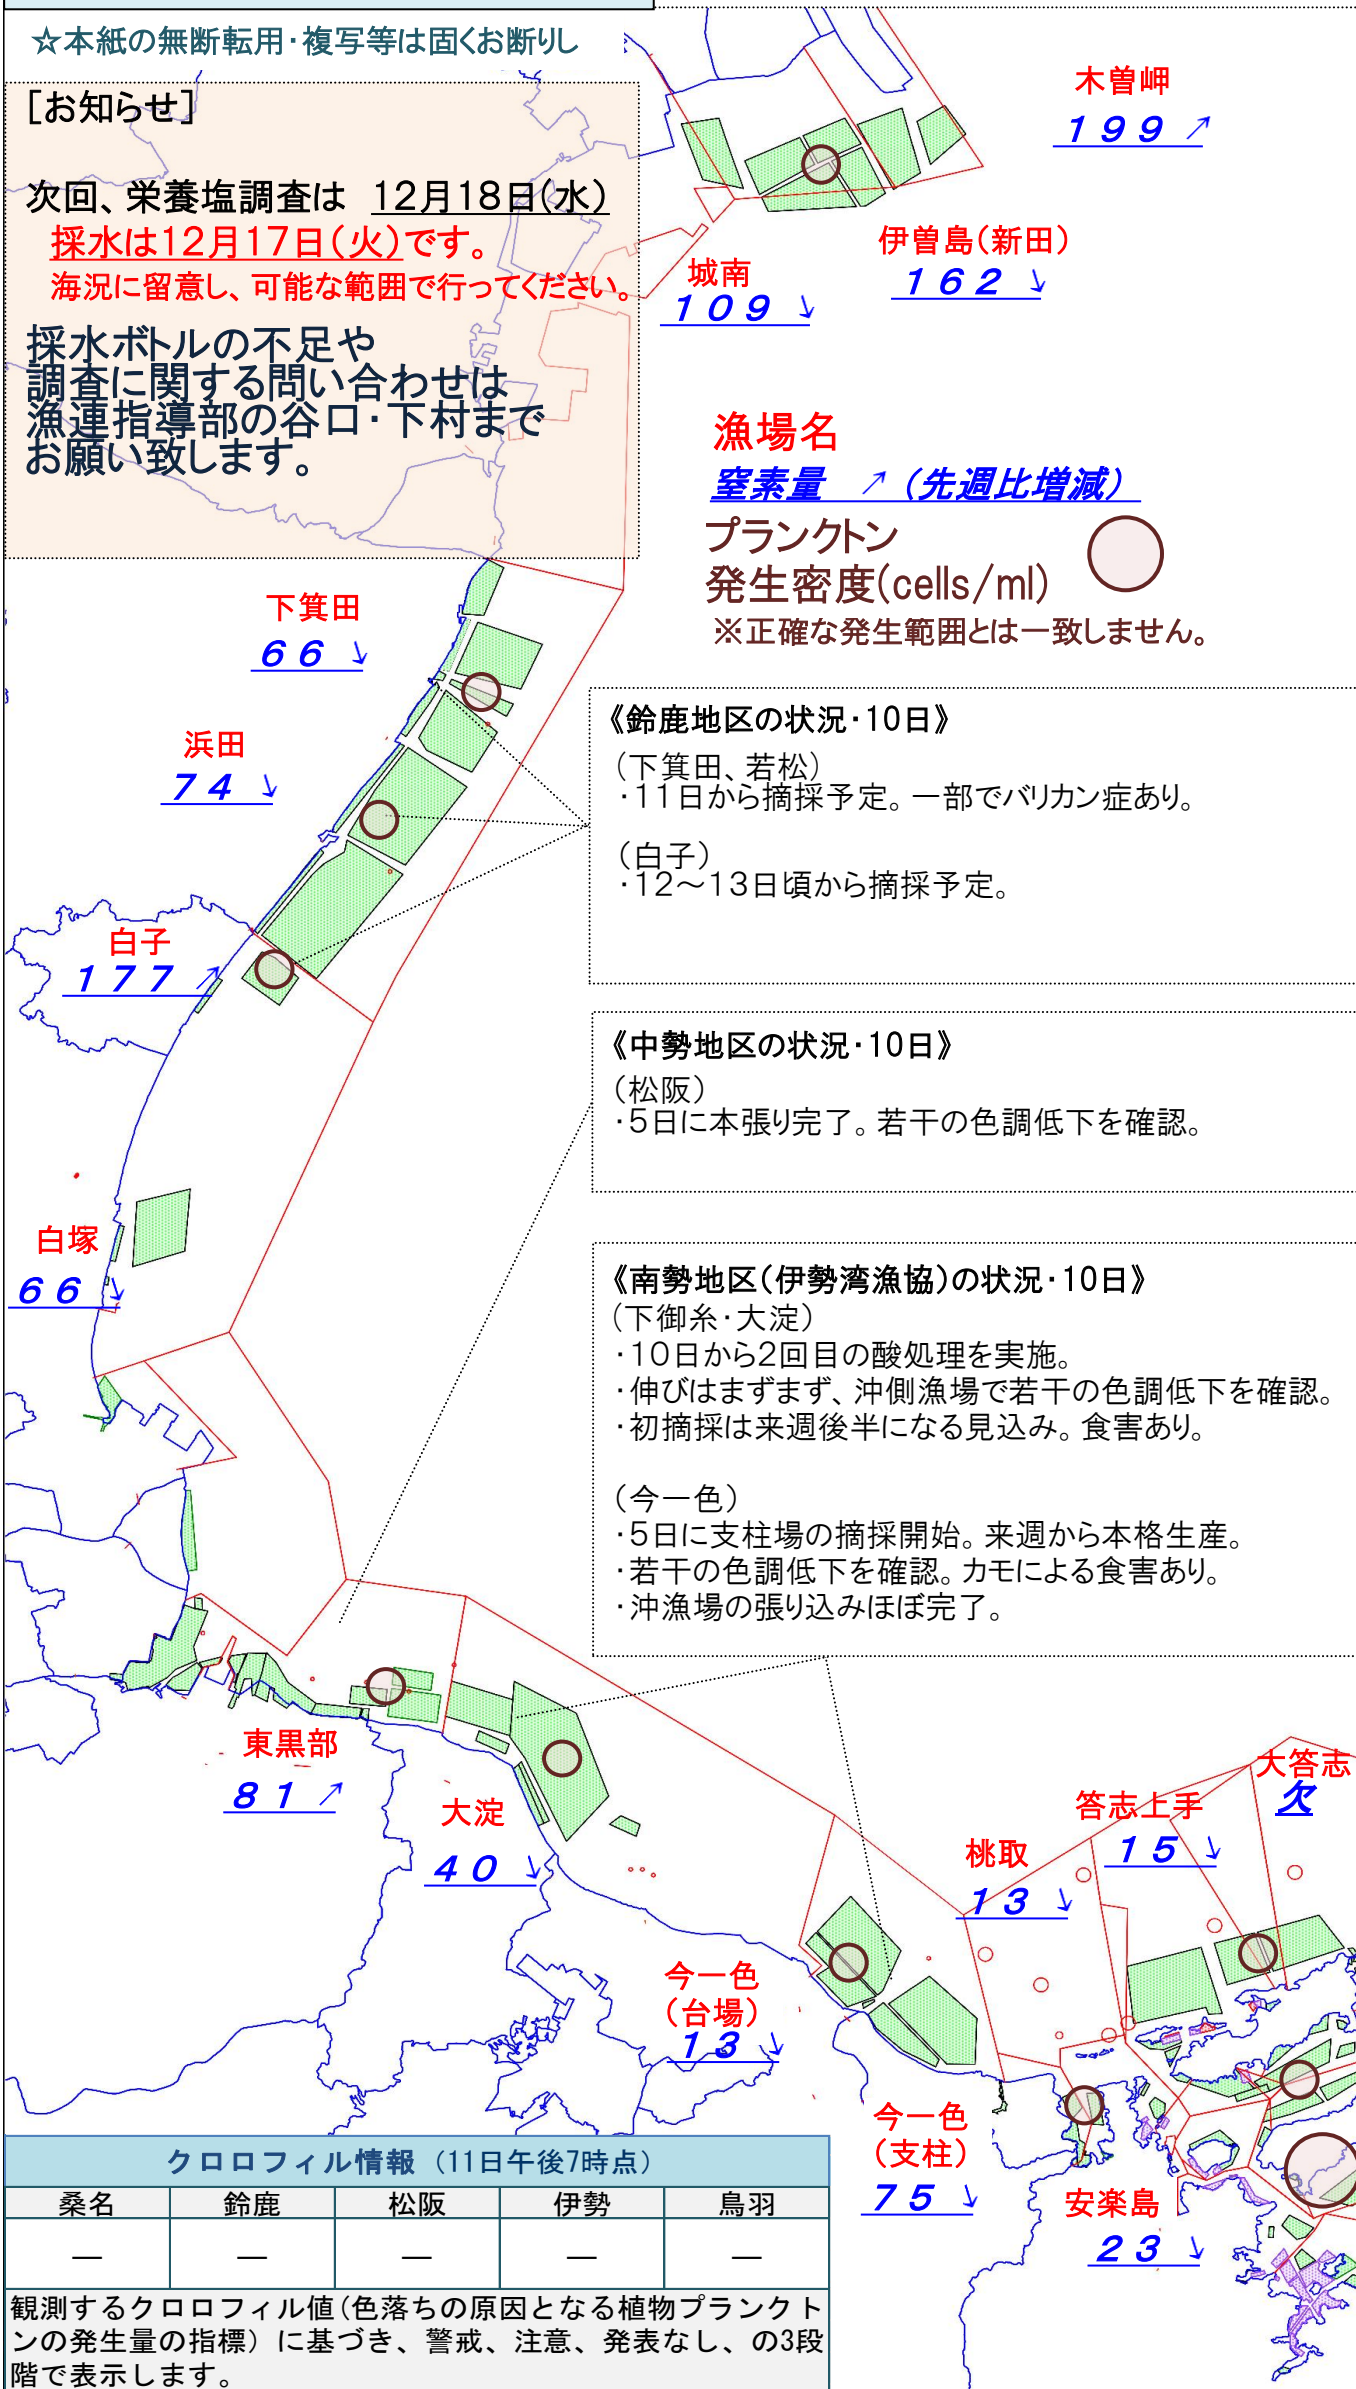 ☆本紙の無断転用・複写等は固くお断りし
[お知らせ]
次回、栄養塩調査は 12月18日(水)
採水は12月17日(火)です。
海況に留意し、可能な範囲で行ってください。
採水ボトルの不足や
調査に関する問い合わせは
漁連指導部の谷口・下村まで
お願い致します。
木曽岬
199 ↗
伊曽島(新田)
162 ↓
城南
109 ↓
漁場名
窒素量 ↗ (先週比増減)
プランクトン
発生密度(cells/ml)
※正確な発生範囲とは一致しません。
下箕田
66 ↓
浜田
74 ↓
白子
177 ↗
白塚
66 ↓
《鈴鹿地区の状況・10日》
(下箕田、若松)
・11日から摘採予定。一部でバリカン症あり。
(白子)
・12～13日頃から摘採予定。
《中勢地区の状況・10日》
(松阪)
・5日に本張り完了。若干の色調低下を確認。
《南勢地区(伊勢湾漁協)の状況・10日》
(下御糸・大淀)
・10日から2回目の酸処理を実施。
・伸びはまずまず、沖側漁場で若干の色調低下を確認。
・初摘採は来週後半になる見込み。食害あり。
(今一色)
・5日に支柱場の摘採開始。来週から本格生産。
・若干の色調低下を確認。カモによる食害あり。
・沖漁場の張り込みほぼ完了。
東黒部
81 ↗
大淀
40 ↓
今一色
(台場)
13 ↓
桃取
13 ↓
答志上手
15 ↓
大答志
欠
今一色
(支柱)
75 ↓
安楽島
23 ↓
クロロフィル情報 (11日午後7時点)
桑名 鈴鹿 松阪 伊勢 鳥羽
― ― ― ― ―
観測するクロロフィル値(色落ちの原因となる植物プランクト
ンの発生量の指標) に基づき、警戒、注意、発表なし、の3段
階で表示します。